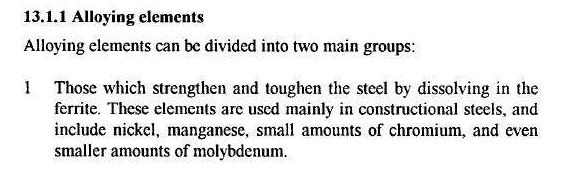 13.1.1 Alloying elements
Alloying elements can be divided into two main groups:
1 Those which strengthen and toughen the steel by dissolving in the
ferrite. These elements are used mainly in constructional steels, and
include nickel, manganese, small amounts of chromium, and even
smaller amounts of molybdenum.